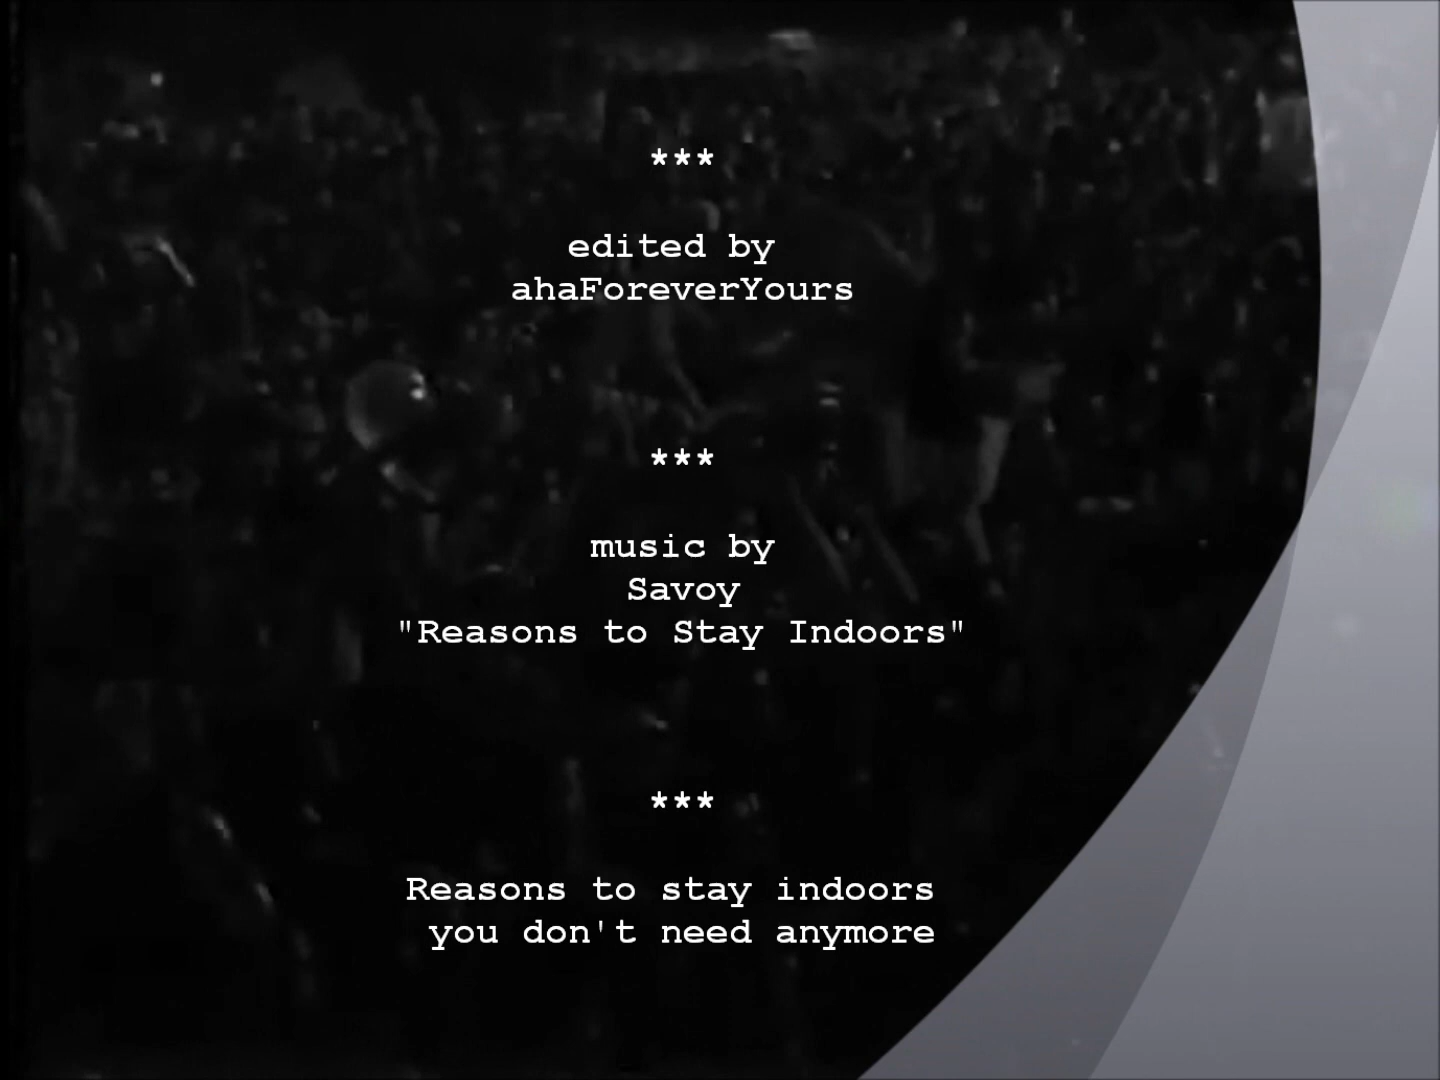 ***
edited by
ahaForeverYours
***
music by
Savoy
"Reasons to Stay Indoors"
***
Reasons to stay indoors
you don't need anymore